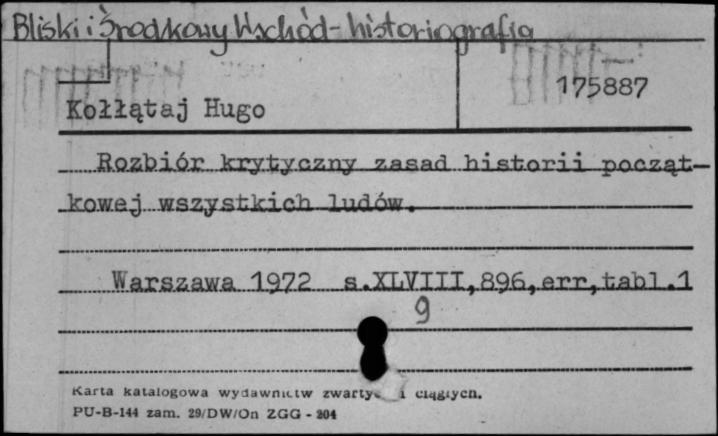 Bliski i Środkowy Wschód - historiografia
175887
Kołłątaj Hugo
Rozbiór krytyczny zasad historii począt-
kowej wszystkich ludów.
Warszawa 1972 s.XLVIII,896,err,tabl.1
9
Karta katalogowa wydawnictw zwartych i ciągłych.
PU-B-144 zam. 29/DW/On ZGG - 204